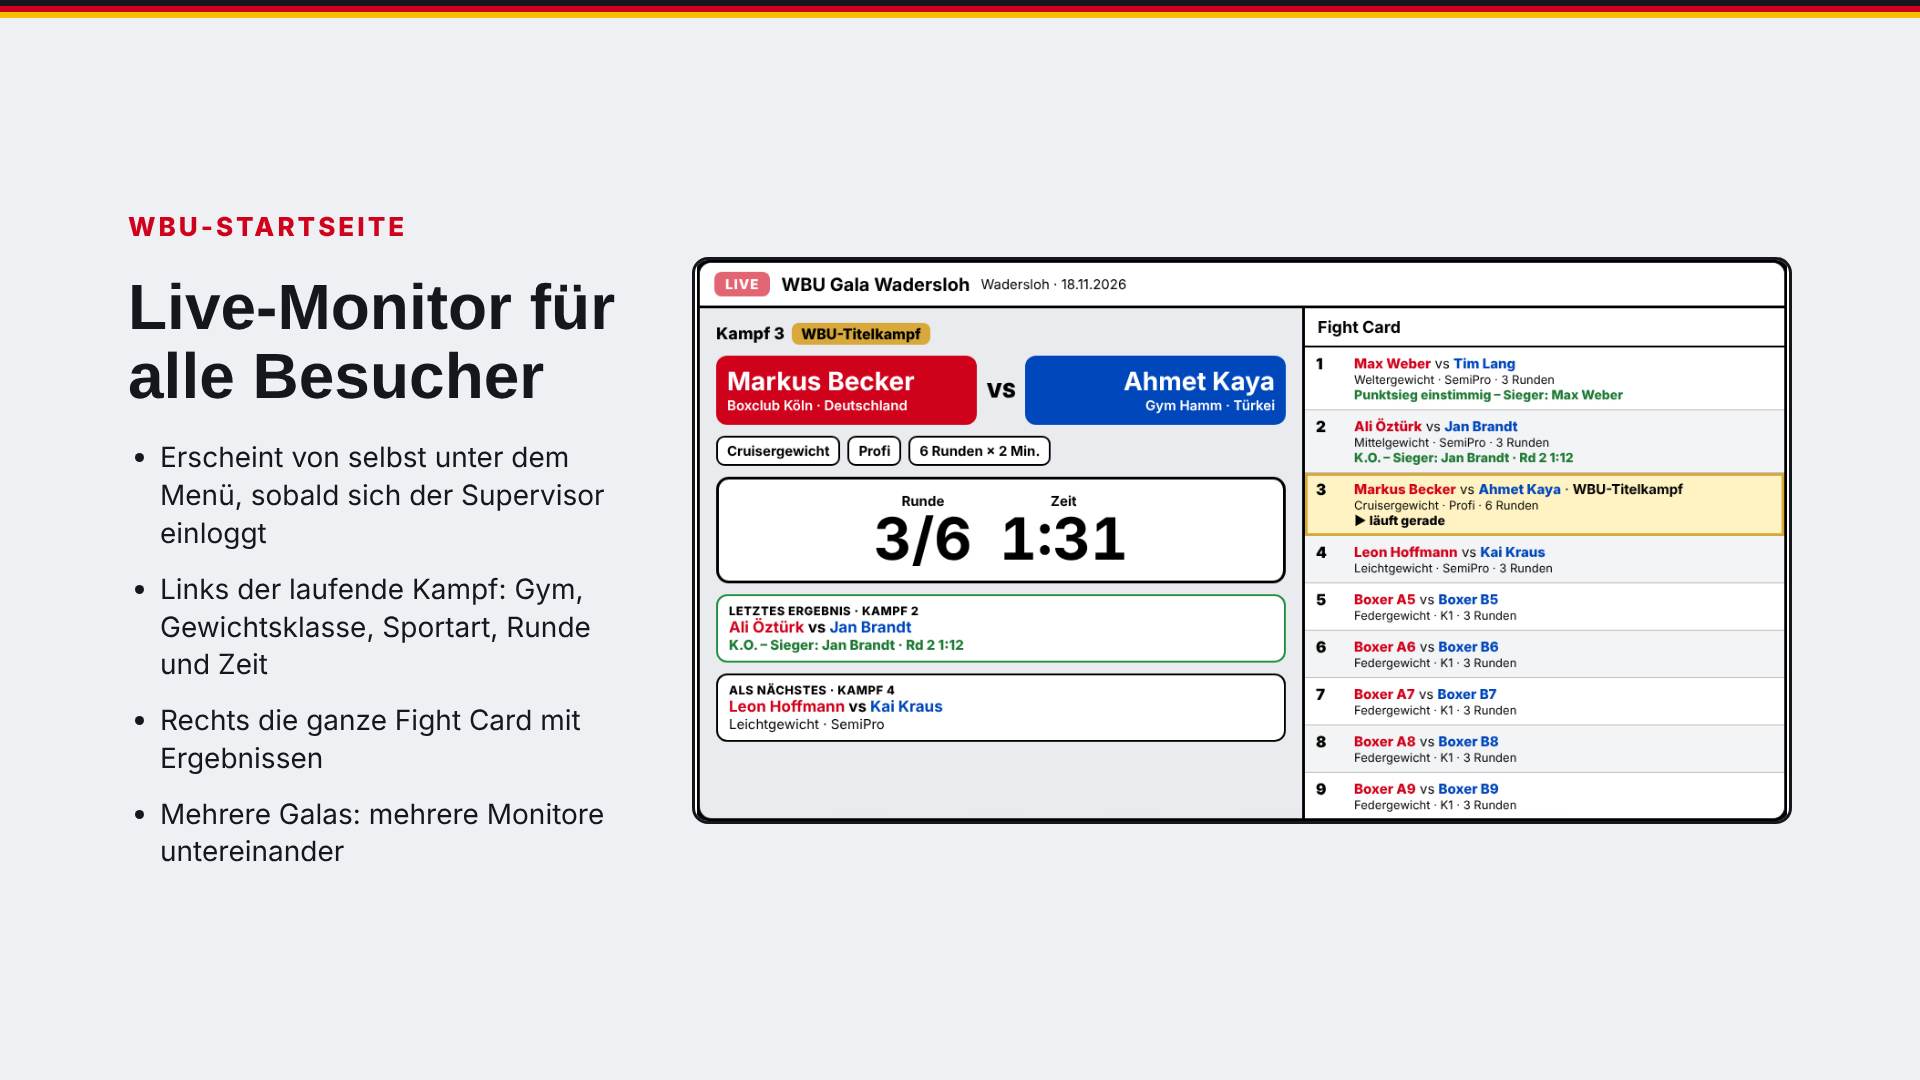 WBU-STARTSEITE
Live-Monitor für
alle Besucher
• Erscheint von selbst unter dem
Menü, sobald sich der Supervisor
einloggt
• Links der laufende Kampf: Gym,
Gewichtsklasse, Sportart, Runde
und Zeit
• Rechts die ganze Fight Card mit
Ergebnissen
• Mehrere Galas: mehrere Monitore
untereinander
LIVE WBU Gala Wadersloh Wadersloh · 18.11.2026
Kampf 3 WBU-Titelkampf
Markus Becker
Boxclub Köln · Deutschland
vs
Ahmet Kaya
Gym Hamm · Türkei
Cruisergewicht Profi 6 Runden × 2 Min.
Runde Zeit
3/6 1:31
LETZTES ERGEBNIS · KAMPF 2
Ali Öztürk vs Jan Brandt
K.O. – Sieger: Jan Brandt · Rd 2 1:12
ALS NÄCHSTES · KAMPF 4
Leon Hoffmann vs Kai Kraus
Leichtgewicht · SemiPro
Fight Card
1 Max Weber vs Tim Lang
Weltergewicht · SemiPro · 3 Runden
Punktsieg einstimmig – Sieger: Max Weber
2 Ali Öztürk vs Jan Brandt
Mittelgewicht · SemiPro · 3 Runden
K.O. – Sieger: Jan Brandt · Rd 2 1:12
3 Markus Becker vs Ahmet Kaya · WBU-Titelkampf
Cruisergewicht · Profi · 6 Runden
▶ läuft gerade
4 Leon Hoffmann vs Kai Kraus
Leichtgewicht · SemiPro · 3 Runden
5 Boxer A5 vs Boxer B5
Federgewicht · K1 · 3 Runden
6 Boxer A6 vs Boxer B6
Federgewicht · K1 · 3 Runden
7 Boxer A7 vs Boxer B7
Federgewicht · K1 · 3 Runden
8 Boxer A8 vs Boxer B8
Federgewicht · K1 · 3 Runden
9 Boxer A9 vs Boxer B9
Federgewicht · K1 · 3 Runden